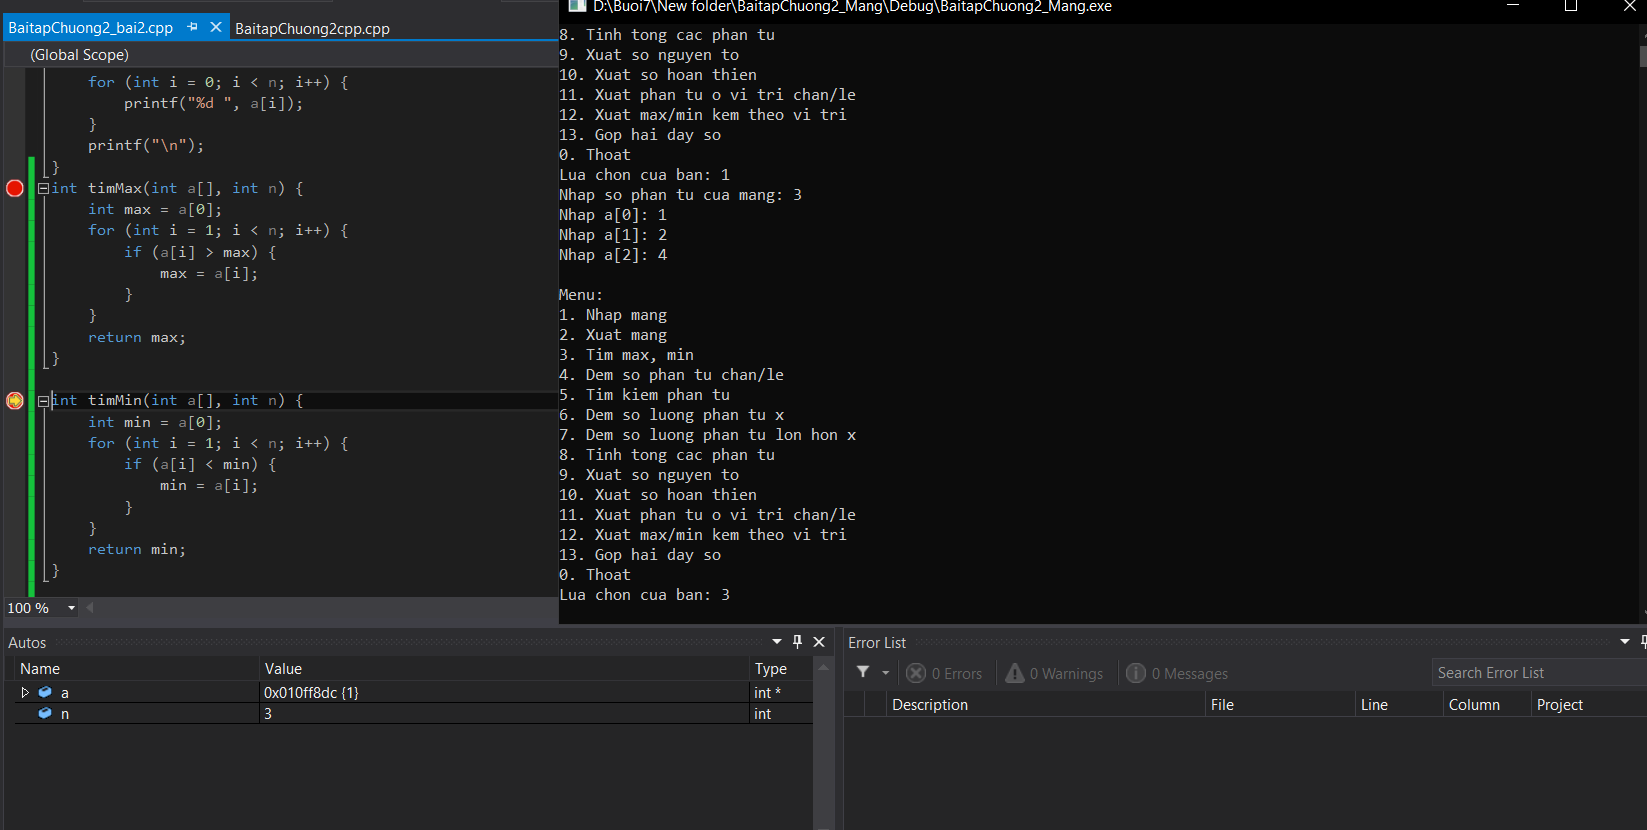 BaitapChuong2_bai2.cpp
BaitapChuong2cpp.cpp
(Global Scope)
for (int i = 0; i < n; i++) {
printf("%d ", a[i]);
}
printf("\n");
}
int timMax(int a[], int n) {
int max = a[0];
for (int i = 1; i < n; i++) {
if (a[i] > max) {
max = a[i];
}
}
return max;
}
int timMin(int a[], int n) {
int min = a[0];
for (int i = 1; i < n; i++) {
if (a[i] < min) {
min = a[i];
}
}
return min;
}
100 %
D:\Buoi7\New folder\BaitapChuong2_Mang\Debug\BaitapChuong2_Mang.exe
8. Tinh tong cac phan tu
9. Xuat so nguyen to
10. Xuat so hoan thien
11. Xuat phan tu o vi tri chan/le
12. Xuat max/min kem theo vi tri
13. Gop hai day so
0. Thoat
Lua chon cua ban: 1
Nhap so phan tu cua mang: 3
Nhap a[0]: 1
Nhap a[1]: 2
Nhap a[2]: 4
Menu:
1. Nhap mang
2. Xuat mang
3. Tim max, min
4. Dem so phan tu chan/le
5. Tim kiem phan tu
6. Dem so luong phan tu x
7. Dem so luong phan tu lon hon x
8. Tinh tong cac phan tu
9. Xuat so nguyen to
10. Xuat so hoan thien
11. Xuat phan tu o vi tri chan/le
12. Xuat max/min kem theo vi tri
13. Gop hai day so
0. Thoat
Lua chon cua ban: 3
Autos
Name Value Type
a 0x010ff8dc {1} int *
n 3 int
Error List
0 Errors 0 Warnings 0 Messages Search Error List
Description File Line Column Project